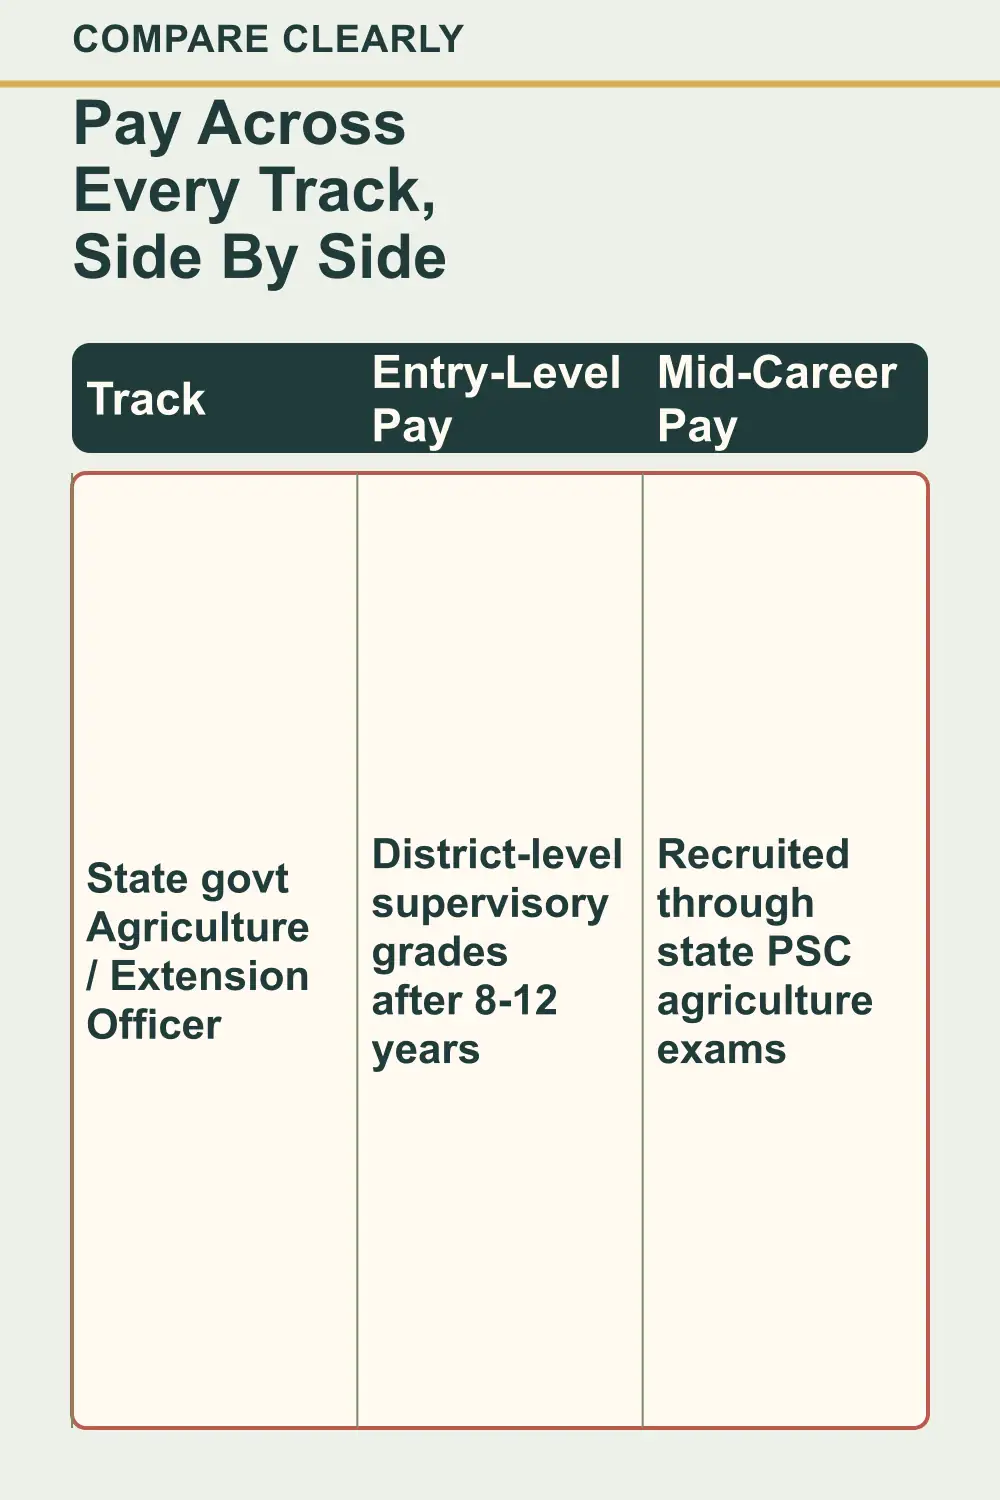 COMPARE CLEARLY
Pay Across
Every Track,
Side By Side
Track
Entry-Level
Pay
Mid-Career
Pay
State govt
Agriculture
/ Extension
Officer
District-level
supervisory
grades
after 8-12
years
Recruited
through
state PSC
agriculture
exams